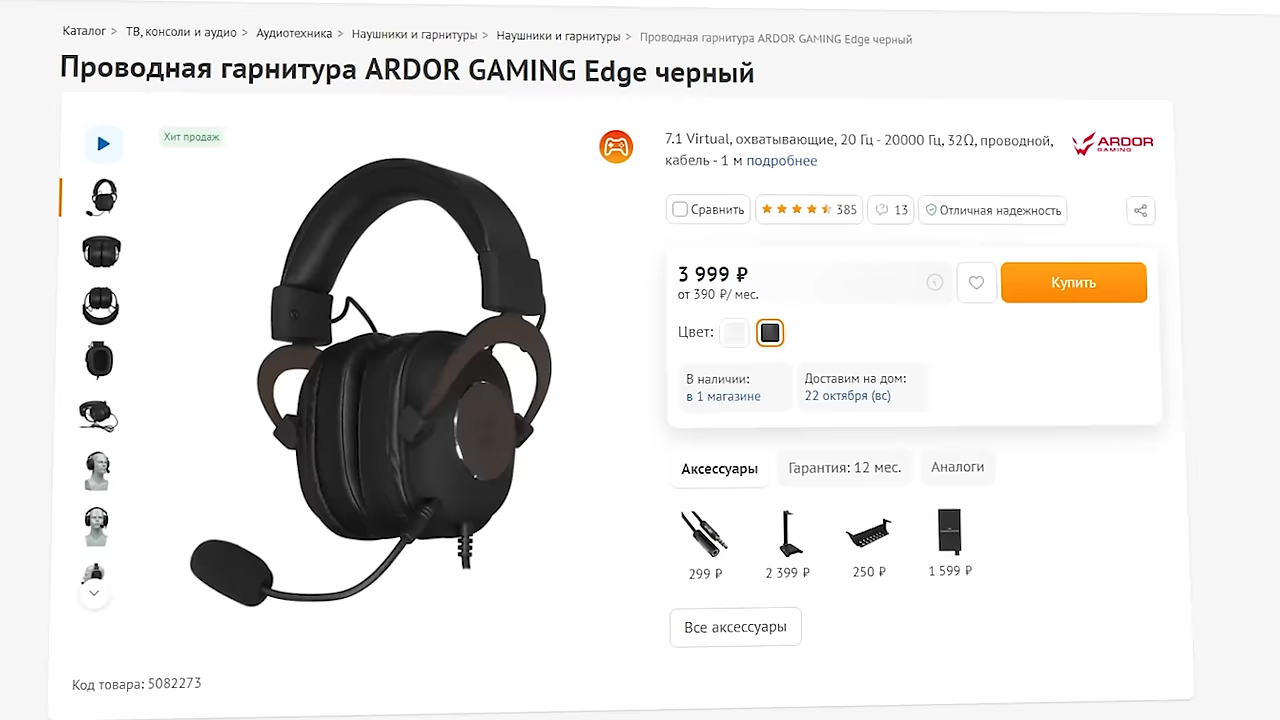 Каталог > ТВ, консоли и аудио > Аудиотехника > Наушники и гарнитуры > Наушники и гарнитуры > Проводная гарнитура ARDOR GAMING Edge черный
Проводная гарнитура ARDOR GAMING Edge черный
Хит продаж
7.1 Virtual, охватывающие, 20 Гц - 20000 Гц, 32Ω, проводной,
кабель - 1 м подробнее
ARDOR
GAMING
Сравнить
385
13
Отличная надежность
3 999 ₽
от 390 ₽/ мес.
Купить
Цвет:
В наличии:
в 1 магазине
Доставим на дом:
22 октября (вс)
Аксессуары
Гарантия: 12 мес.
Аналоги
299 ₽
2 399 ₽
250 ₽
1 599 ₽
Все аксессуары
Код товара: 5082273